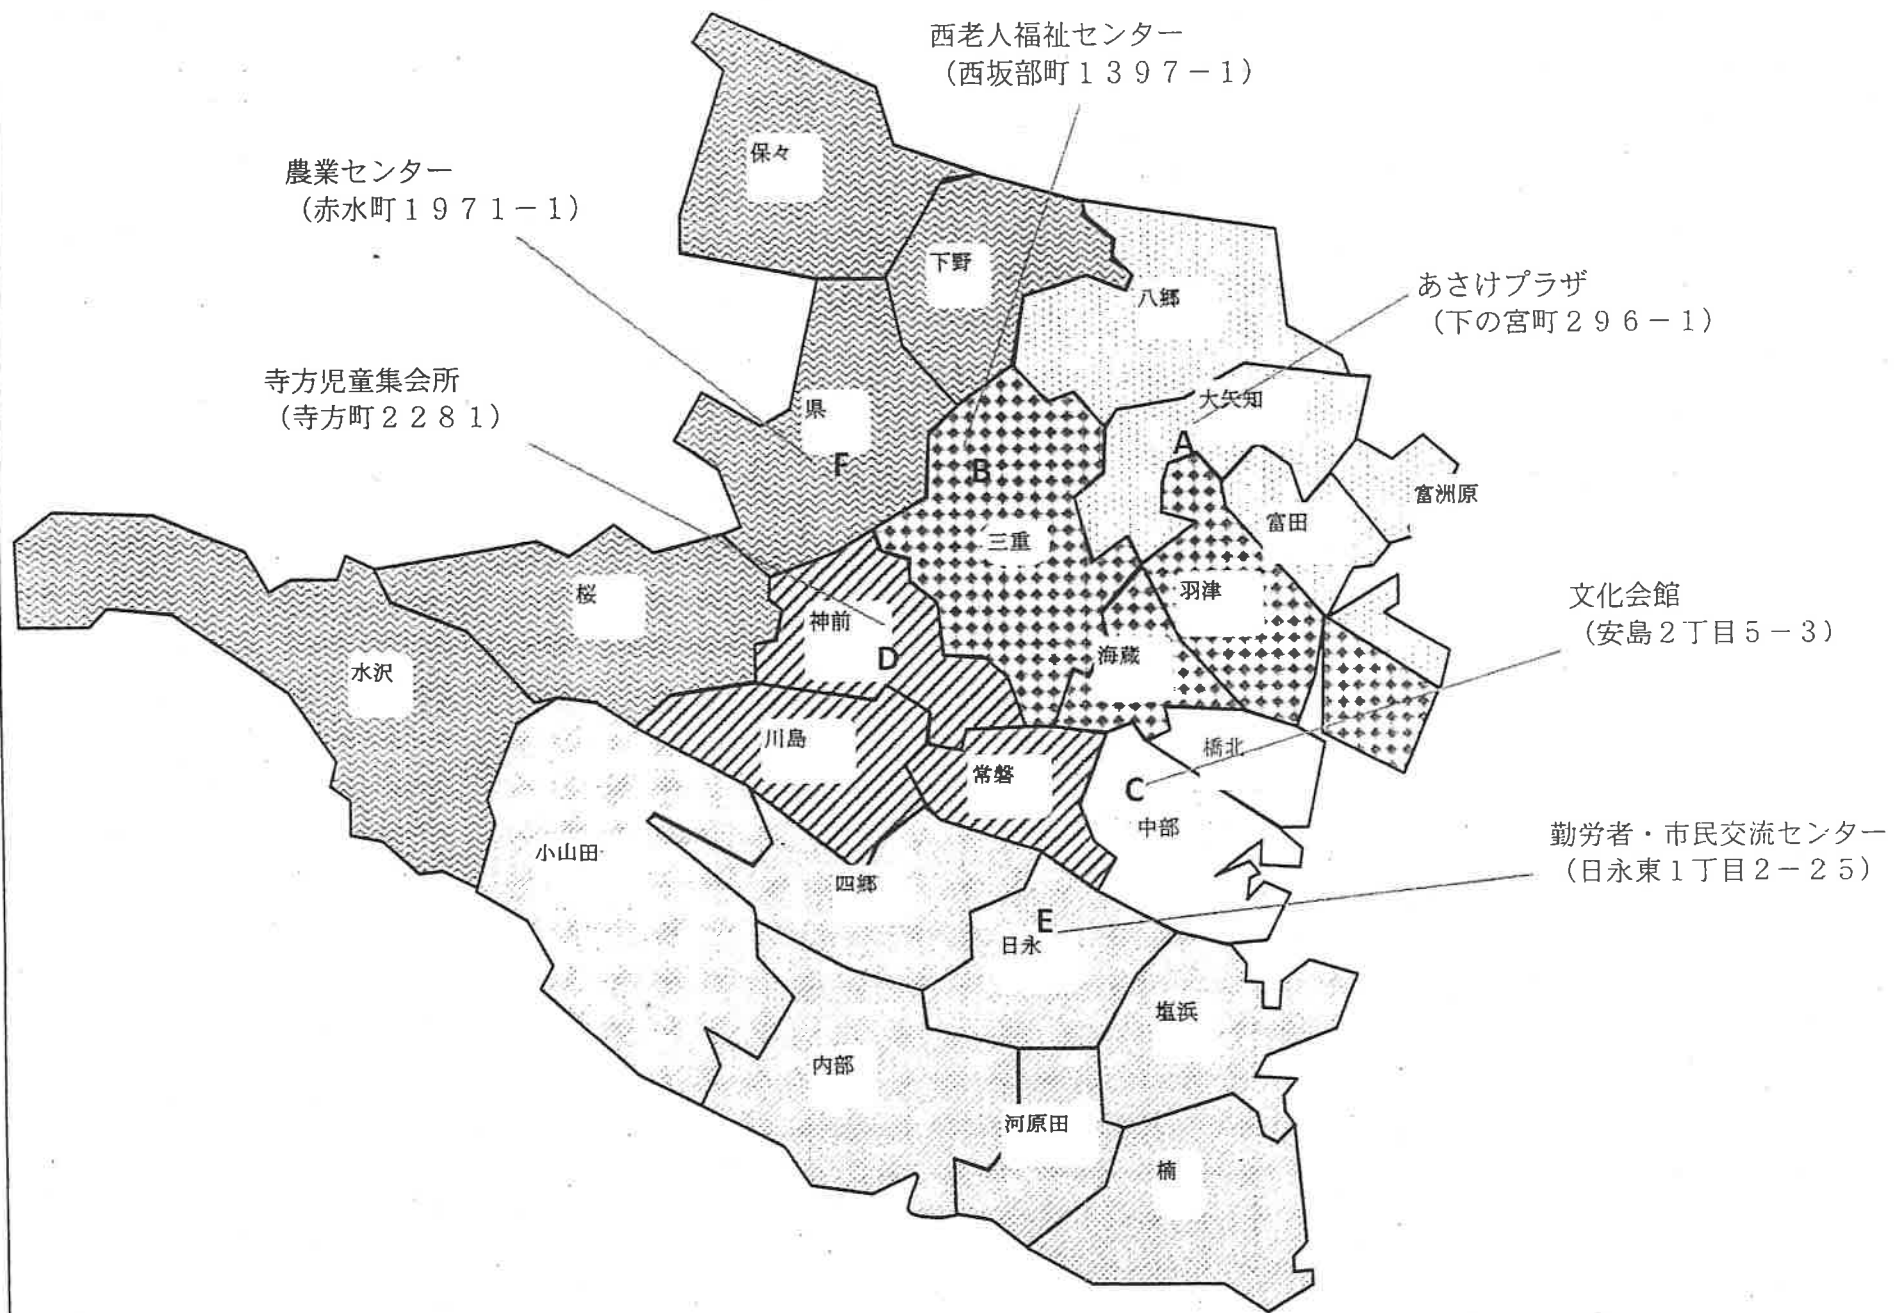 西老人福祉センター
(西坂部町1397-1)
農業センター
(赤水町1971-1)
あさけプラザ
(下の宮町296-1)
寺方児童集会所
(寺方町2281)
文化会館
(安島2丁目5-3)
勤労者・市民交流センター
(日永東1丁目2-25)
保々
下野
八郷
大矢知
県
A
F
B
富洲原
富田
三重
羽津
桜
神前
海蔵
水沢
D
川島
橋北
常磐
C
中部
小山田
四郷
E
日永
塩浜
内部
河原田
楠